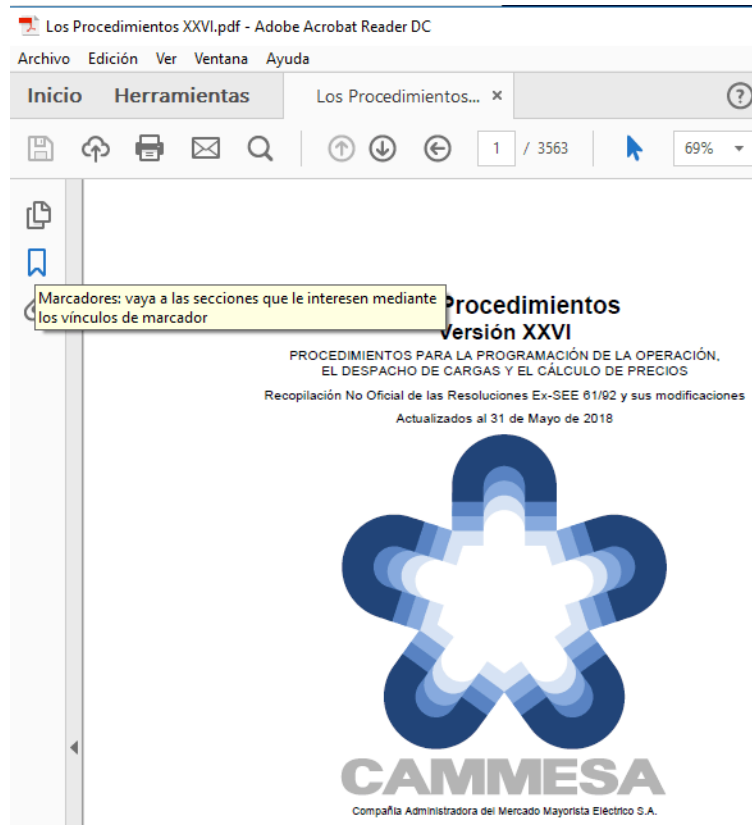 Los Procedimientos XXVI.pdf - Adobe Acrobat Reader DC
Archivo Edición Ver Ventana Ayuda
Inicio Herramientas Los Procedimientos... ×
1 / 3563 69%
Marcadores: vaya a las secciones que le interesen mediante
los vínculos de marcador
Procedimientos
Versión XXVI
PROCEDIMIENTOS PARA LA PROGRAMACIÓN DE LA OPERACIÓN,
EL DESPACHO DE CARGAS Y EL CÁLCULO DE PRECIOS
Recopilación No Oficial de las Resoluciones Ex-SEE 61/92 y sus modificaciones
Actualizados al 31 de Mayo de 2018
CAMMESA
Compañía Administradora del Mercado Mayorista Eléctrico S.A.